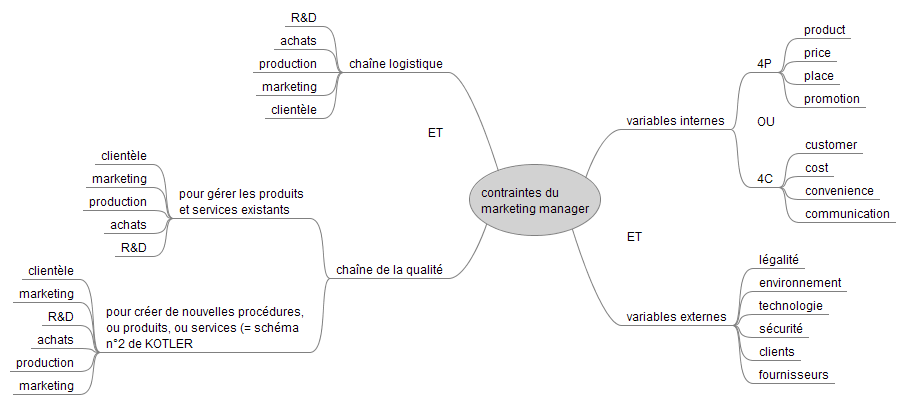 contraintes du
marketing manager
chaîne logistique
R&D
achats
production
marketing
clientèle
ET
chaîne de la qualité
pour gérer les produits
et services existants
clientèle
marketing
production
achats
R&D
pour créer de nouvelles procédures,
ou produits, ou services (= schéma
n°2 de KOTLER
clientèle
marketing
R&D
achats
production
marketing
variables internes
4P
product
price
place
promotion
OU
4C
customer
cost
convenience
communication
ET
variables externes
légalité
environnement
technologie
sécurité
clients
fournisseurs